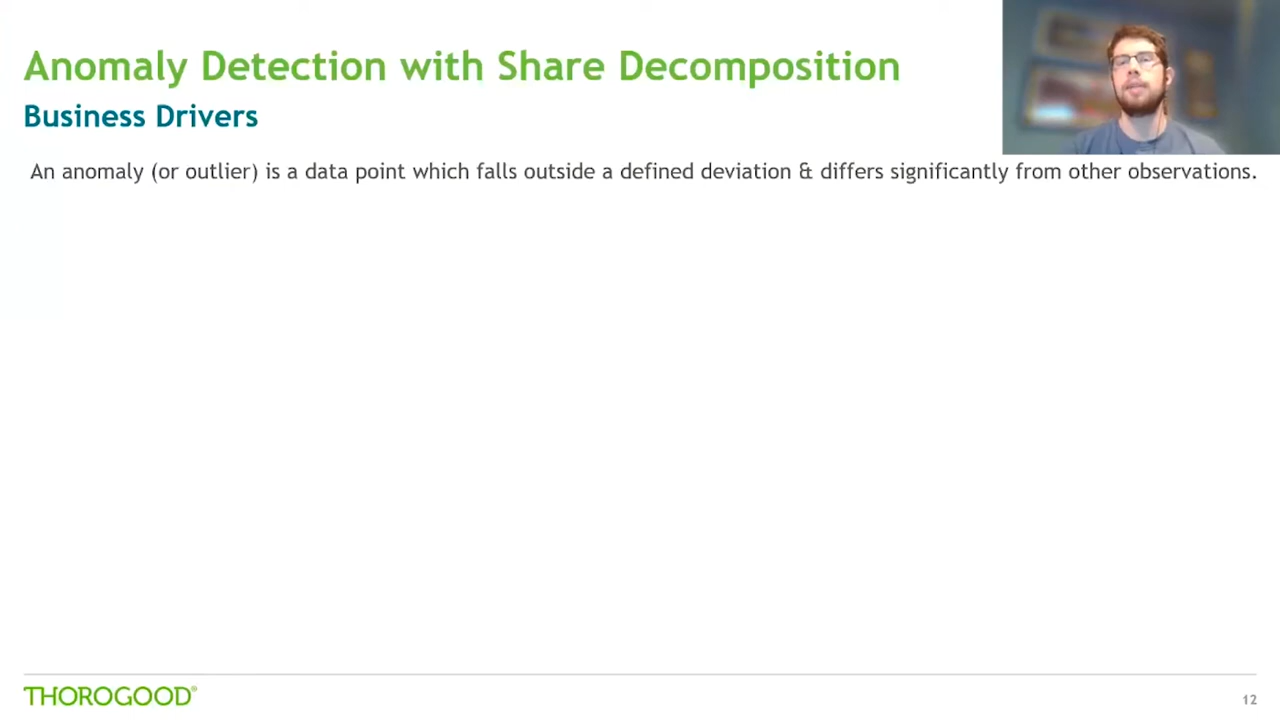 Anomaly Detection with Share Decomposition
Business Drivers
An anomaly (or outlier) is a data point which falls outside a defined deviation & differs significantly from other observations.
THOROGOOD®
12